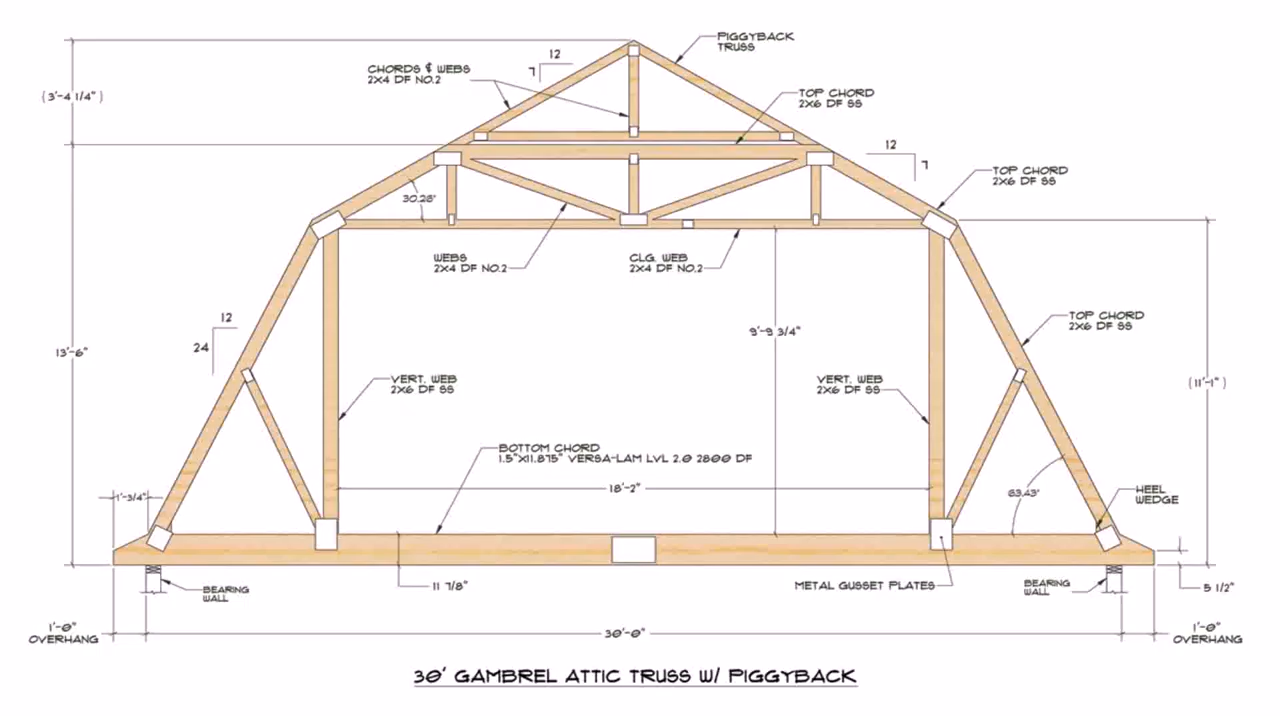 PIGGYBACK
TRUSS
12
7
CHORDS & WEBS
2X4 DF NO.2
(3'-4 1/4")
TOP CHORD
2X6 DF SS
12
7
TOP CHORD
2X6 DF SS
30.26°
WEBS
2X4 DF NO.2
CLG. WEB
2X4 DF NO.2
12
24
9'-9 3/4"
TOP CHORD
2X6 DF SS
13'-6"
(11'-1")
VERT. WEB
2X6 DF SS
VERT. WEB
2X6 DF SS
BOTTOM CHORD
1.5"X11.875" VERSA-LAM LVL 2.0 2800 DF
18'-2"
63.43°
HEEL
WEDGE
1'-3/4"
BEARING
WALL
11 7/8"
METAL GUSSET PLATES
BEARING
WALL
5 1/2"
1'-0"
OVERHANG
30'-0"
1'-0"
OVERHANG
30' GAMBREL ATTIC TRUSS W/ PIGGYBACK